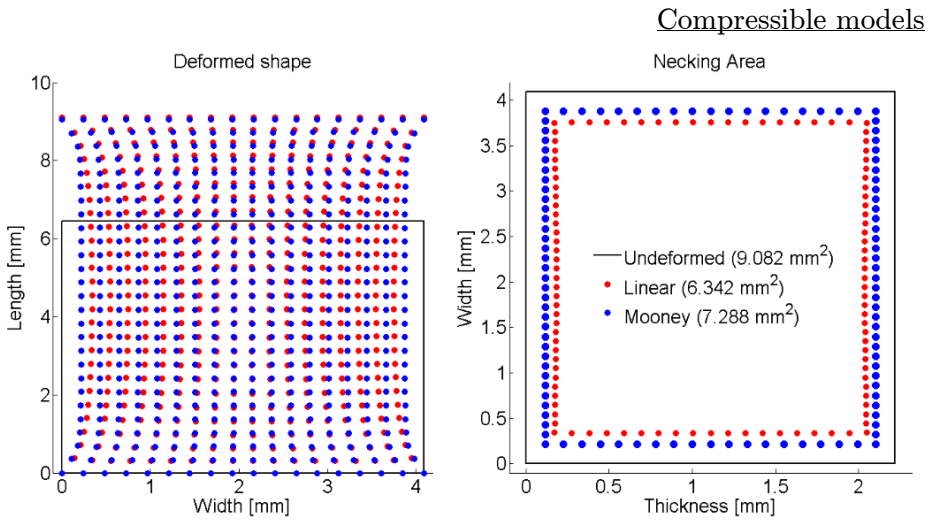 Compressible models
Deformed shape
10
8
6
4
2
0
Length [mm]
0 1 2 3 4
Width [mm]
Necking Area
4
3.5
3
2.5
2
1.5
1
0.5
0
Width [mm]
Undeformed (9.082 mm²)
Linear (6.342 mm²)
Mooney (7.288 mm²)
0 0.5 1 1.5 2
Thickness [mm]